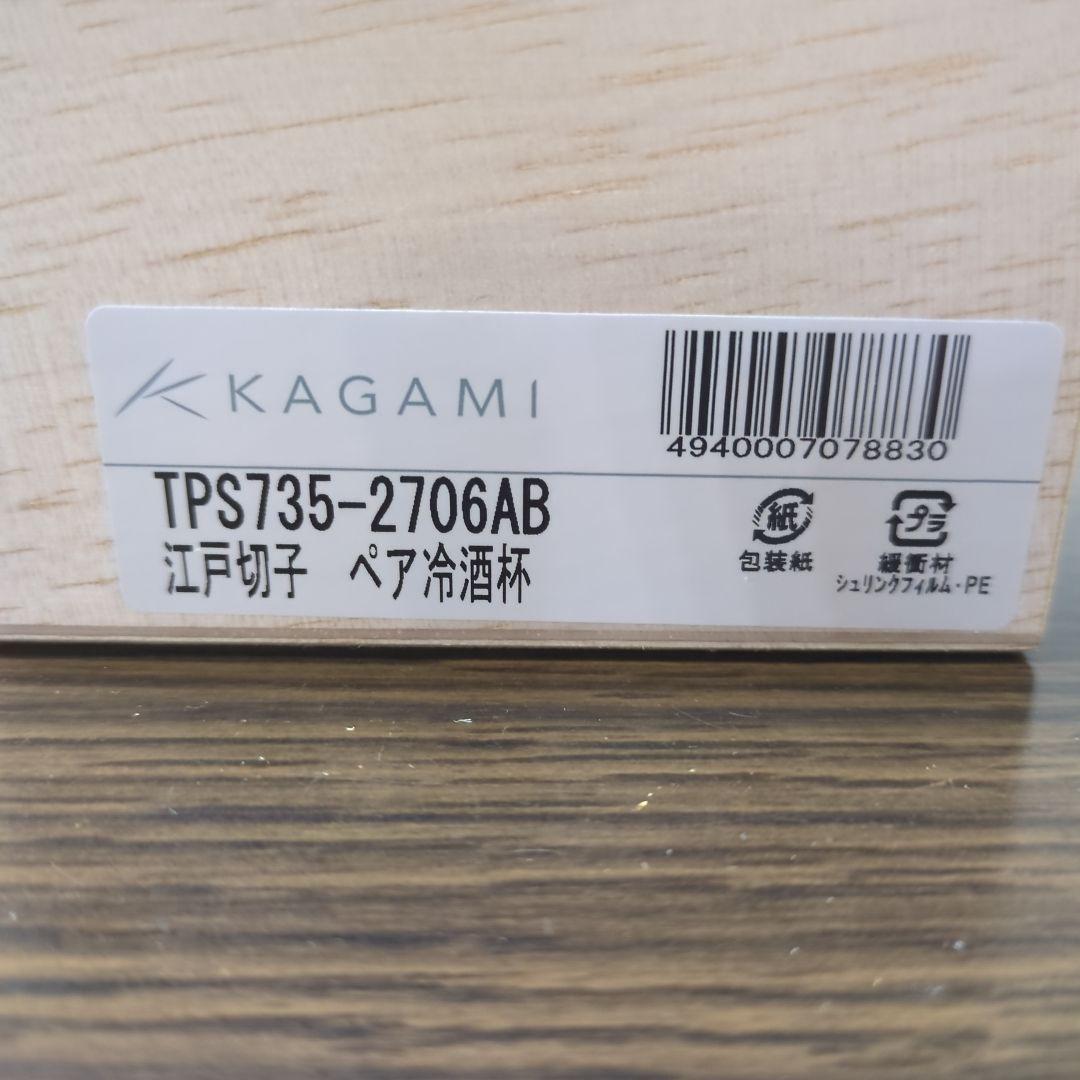 KAGAMI
4940007078830
TPS735-2706AB
江戸切子　ペア冷酒杯
紙
包装紙
プラ
緩衝材
シュリンクフィルム・PE